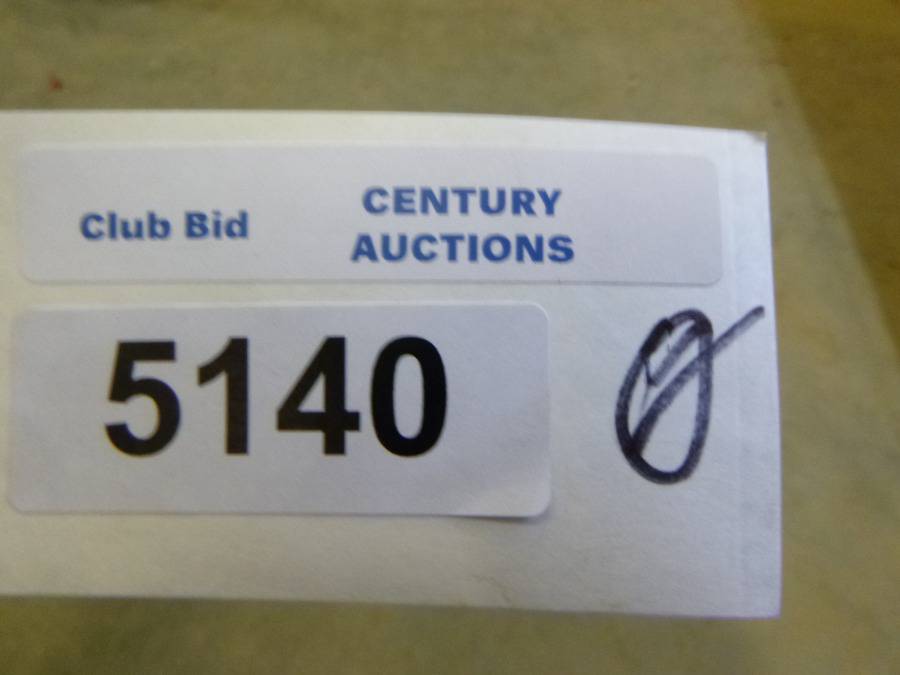 Club Bid
CENTURY
AUCTIONS
5140